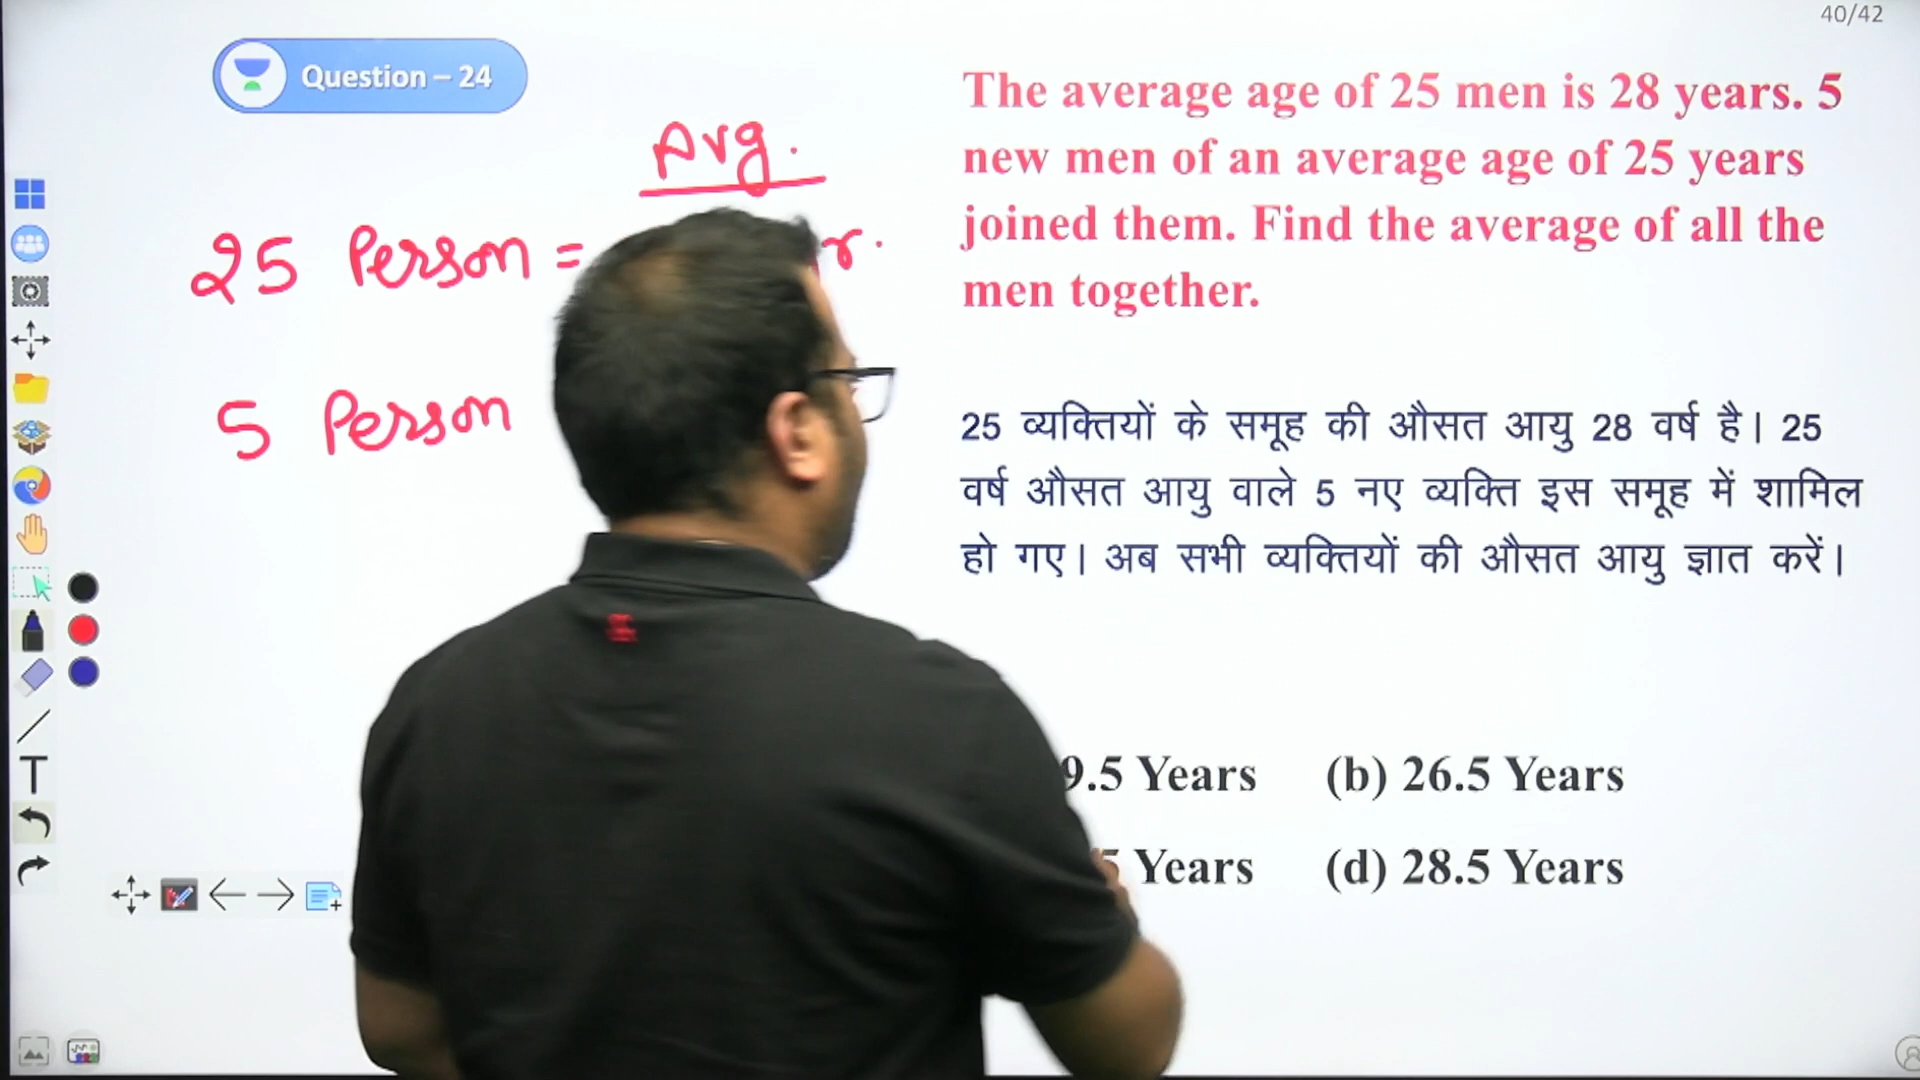 40/42
Question – 24
The average age of 25 men is 28 years. 5
new men of an average age of 25 years
joined them. Find the average of all the
men together.
Avg.
25 Person =
5 Person
25 व्यक्तियों के समूह की औसत आयु 28 वर्ष है। 25
वर्ष औसत आयु वाले 5 नए व्यक्ति इस समूह में शामिल
हो गए। अब सभी व्यक्तियों की औसत आयु ज्ञात करें।
9.5 Years (b) 26.5 Years
Years (d) 28.5 Years
T